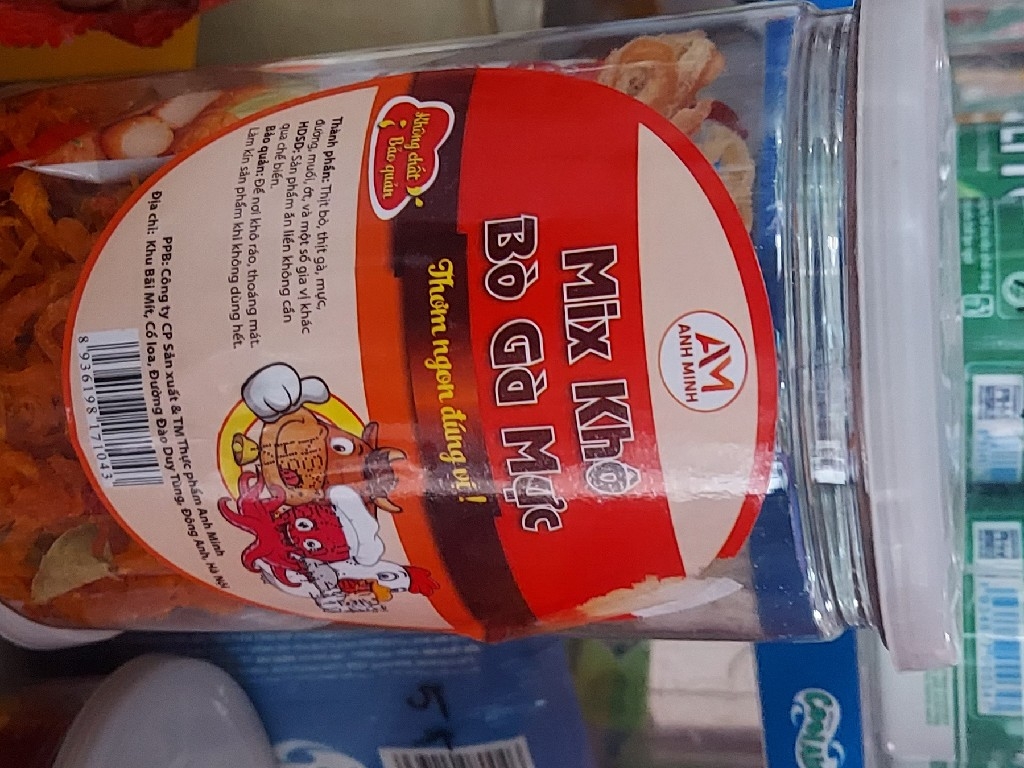 AM
ANH MINH
Mix Khô
Bò Gà Mực
Thơm ngon đúng vị!
Không chất
Bảo quản
Thành phần: Thịt bò, thịt gà, mực,
đường, muối, ớt, và một số gia vị khác
HDSD: Sản phẩm ăn liền không cần
qua chế biến.
Bảo quản: Để nơi khô ráo, thoáng mát.
Làm kín sản phẩm khi không dùng hết.
PPB: Công ty CP Sản xuất & TM Thực phẩm Anh Minh
Địa chỉ: Khu Bãi Mít, Cổ loa, Đường Đào Duy Tùng, Đông Anh, Hà Nội
8 936198 171043